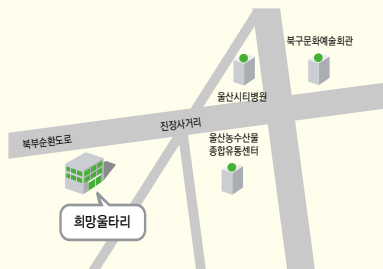 북구문화예술회관
울산시티병원
진장사거리
북부순환도로
울산농수산물
종합유통센터
희망울타리